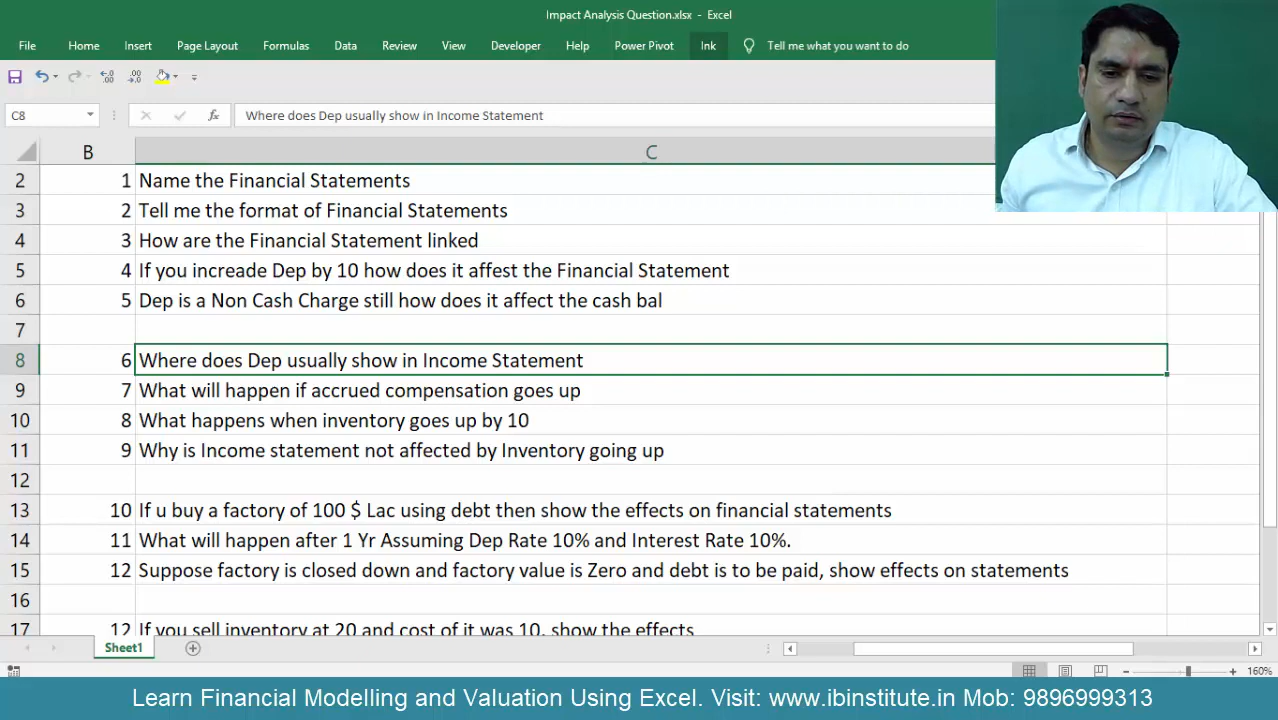 Impact Analysis Question.xlsx - Excel
File Home Insert Page Layout Formulas Data Review View Developer Help Power Pivot Ink Tell me what you want to do
C8 fx Where does Dep usually show in Income Statement
B C
2 1 Name the Financial Statements
3 2 Tell me the format of Financial Statements
4 3 How are the Financial Statement linked
5 4 If you increade Dep by 10 how does it affest the Financial Statement
6 5 Dep is a Non Cash Charge still how does it affect the cash bal
7
8 6 Where does Dep usually show in Income Statement
9 7 What will happen if accrued compensation goes up
10 8 What happens when inventory goes up by 10
11 9 Why is Income statement not affected by Inventory going up
12
13 10 If u buy a factory of 100 $ Lac using debt then show the effects on financial statements
14 11 What will happen after 1 Yr Assuming Dep Rate 10% and Interest Rate 10%.
15 12 Suppose factory is closed down and factory value is Zero and debt is to be paid, show effects on statements
16
17 12 If you sell inventory at 20 and cost of it was 10, show the effects
Sheet1
160%
Learn Financial Modelling and Valuation Using Excel. Visit: www.ibinstitute.in Mob: 9896999313